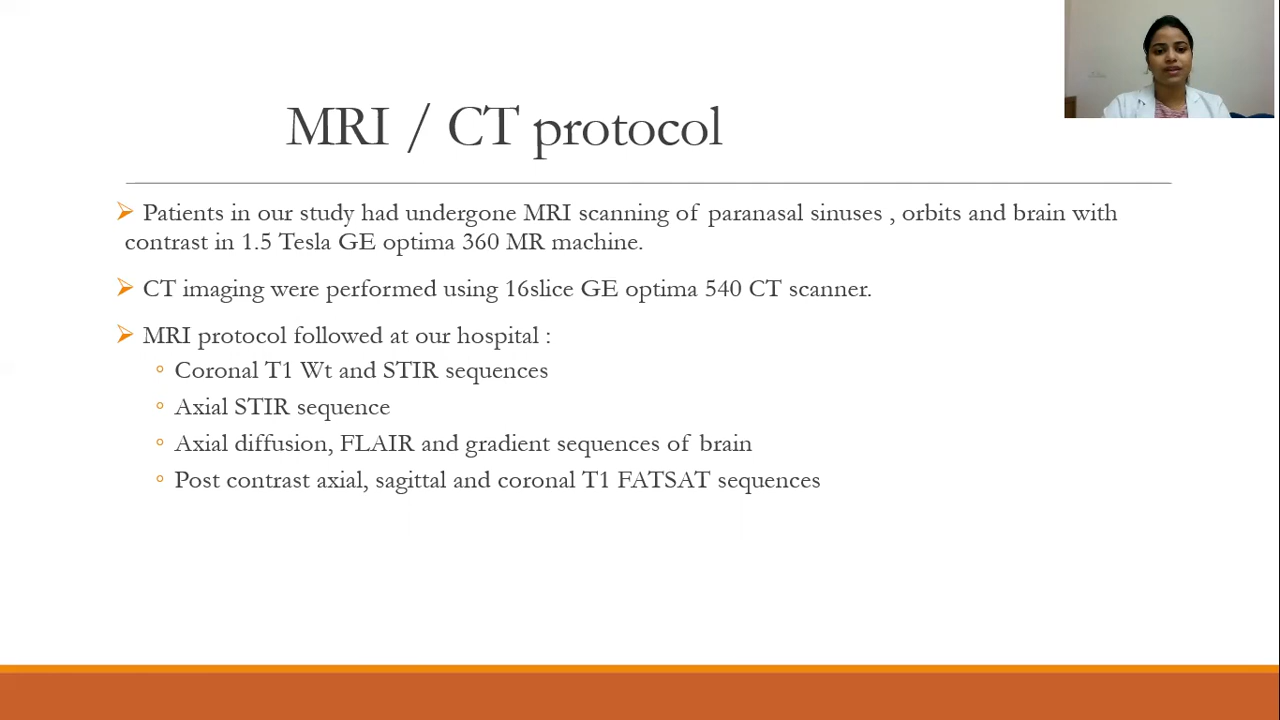 MRI / CT protocol
Patients in our study had undergone MRI scanning of paranasal sinuses , orbits and brain with
contrast in 1.5 Tesla GE optima 360 MR machine.
CT imaging were performed using 16slice GE optima 540 CT scanner.
MRI protocol followed at our hospital :
Coronal T1 Wt and STIR sequences
Axial STIR sequence
Axial diffusion, FLAIR and gradient sequences of brain
Post contrast axial, sagittal and coronal T1 FATSAT sequences